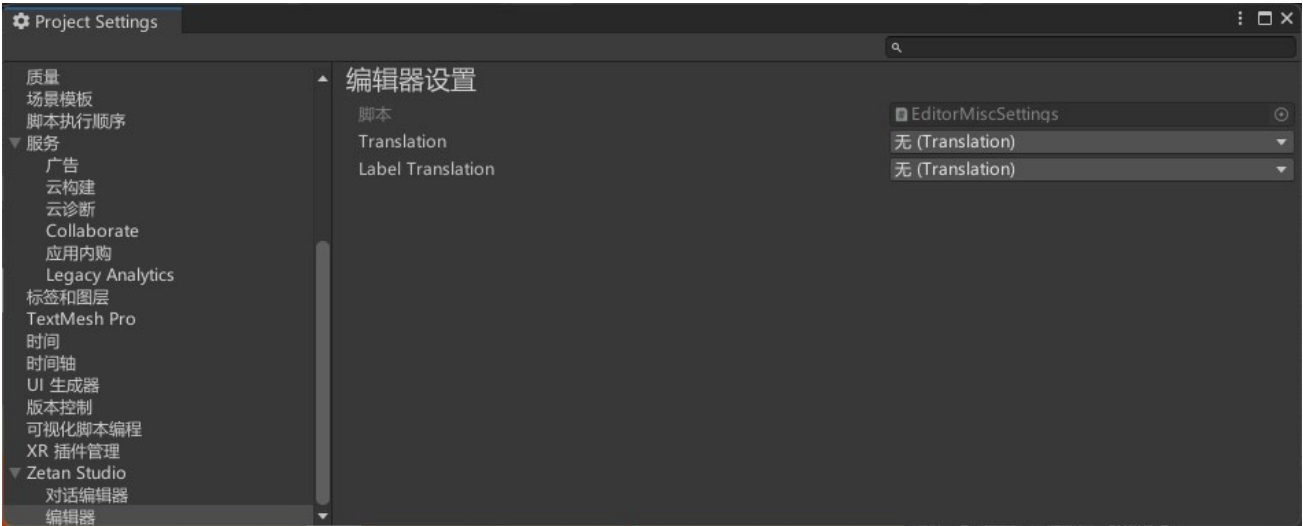 Project Settings
质量
场景模板
脚本执行顺序
服务
广告
云构建
云诊断
Collaborate
应用内购
Legacy Analytics
标签和图层
TextMesh Pro
时间
时间轴
UI 生成器
版本控制
可视化脚本编程
XR 插件管理
Zetan Studio
对话编辑器
编辑器
编辑器设置
脚本 EditorMiscSettings
Translation 无 (Translation)
Label Translation 无 (Translation)